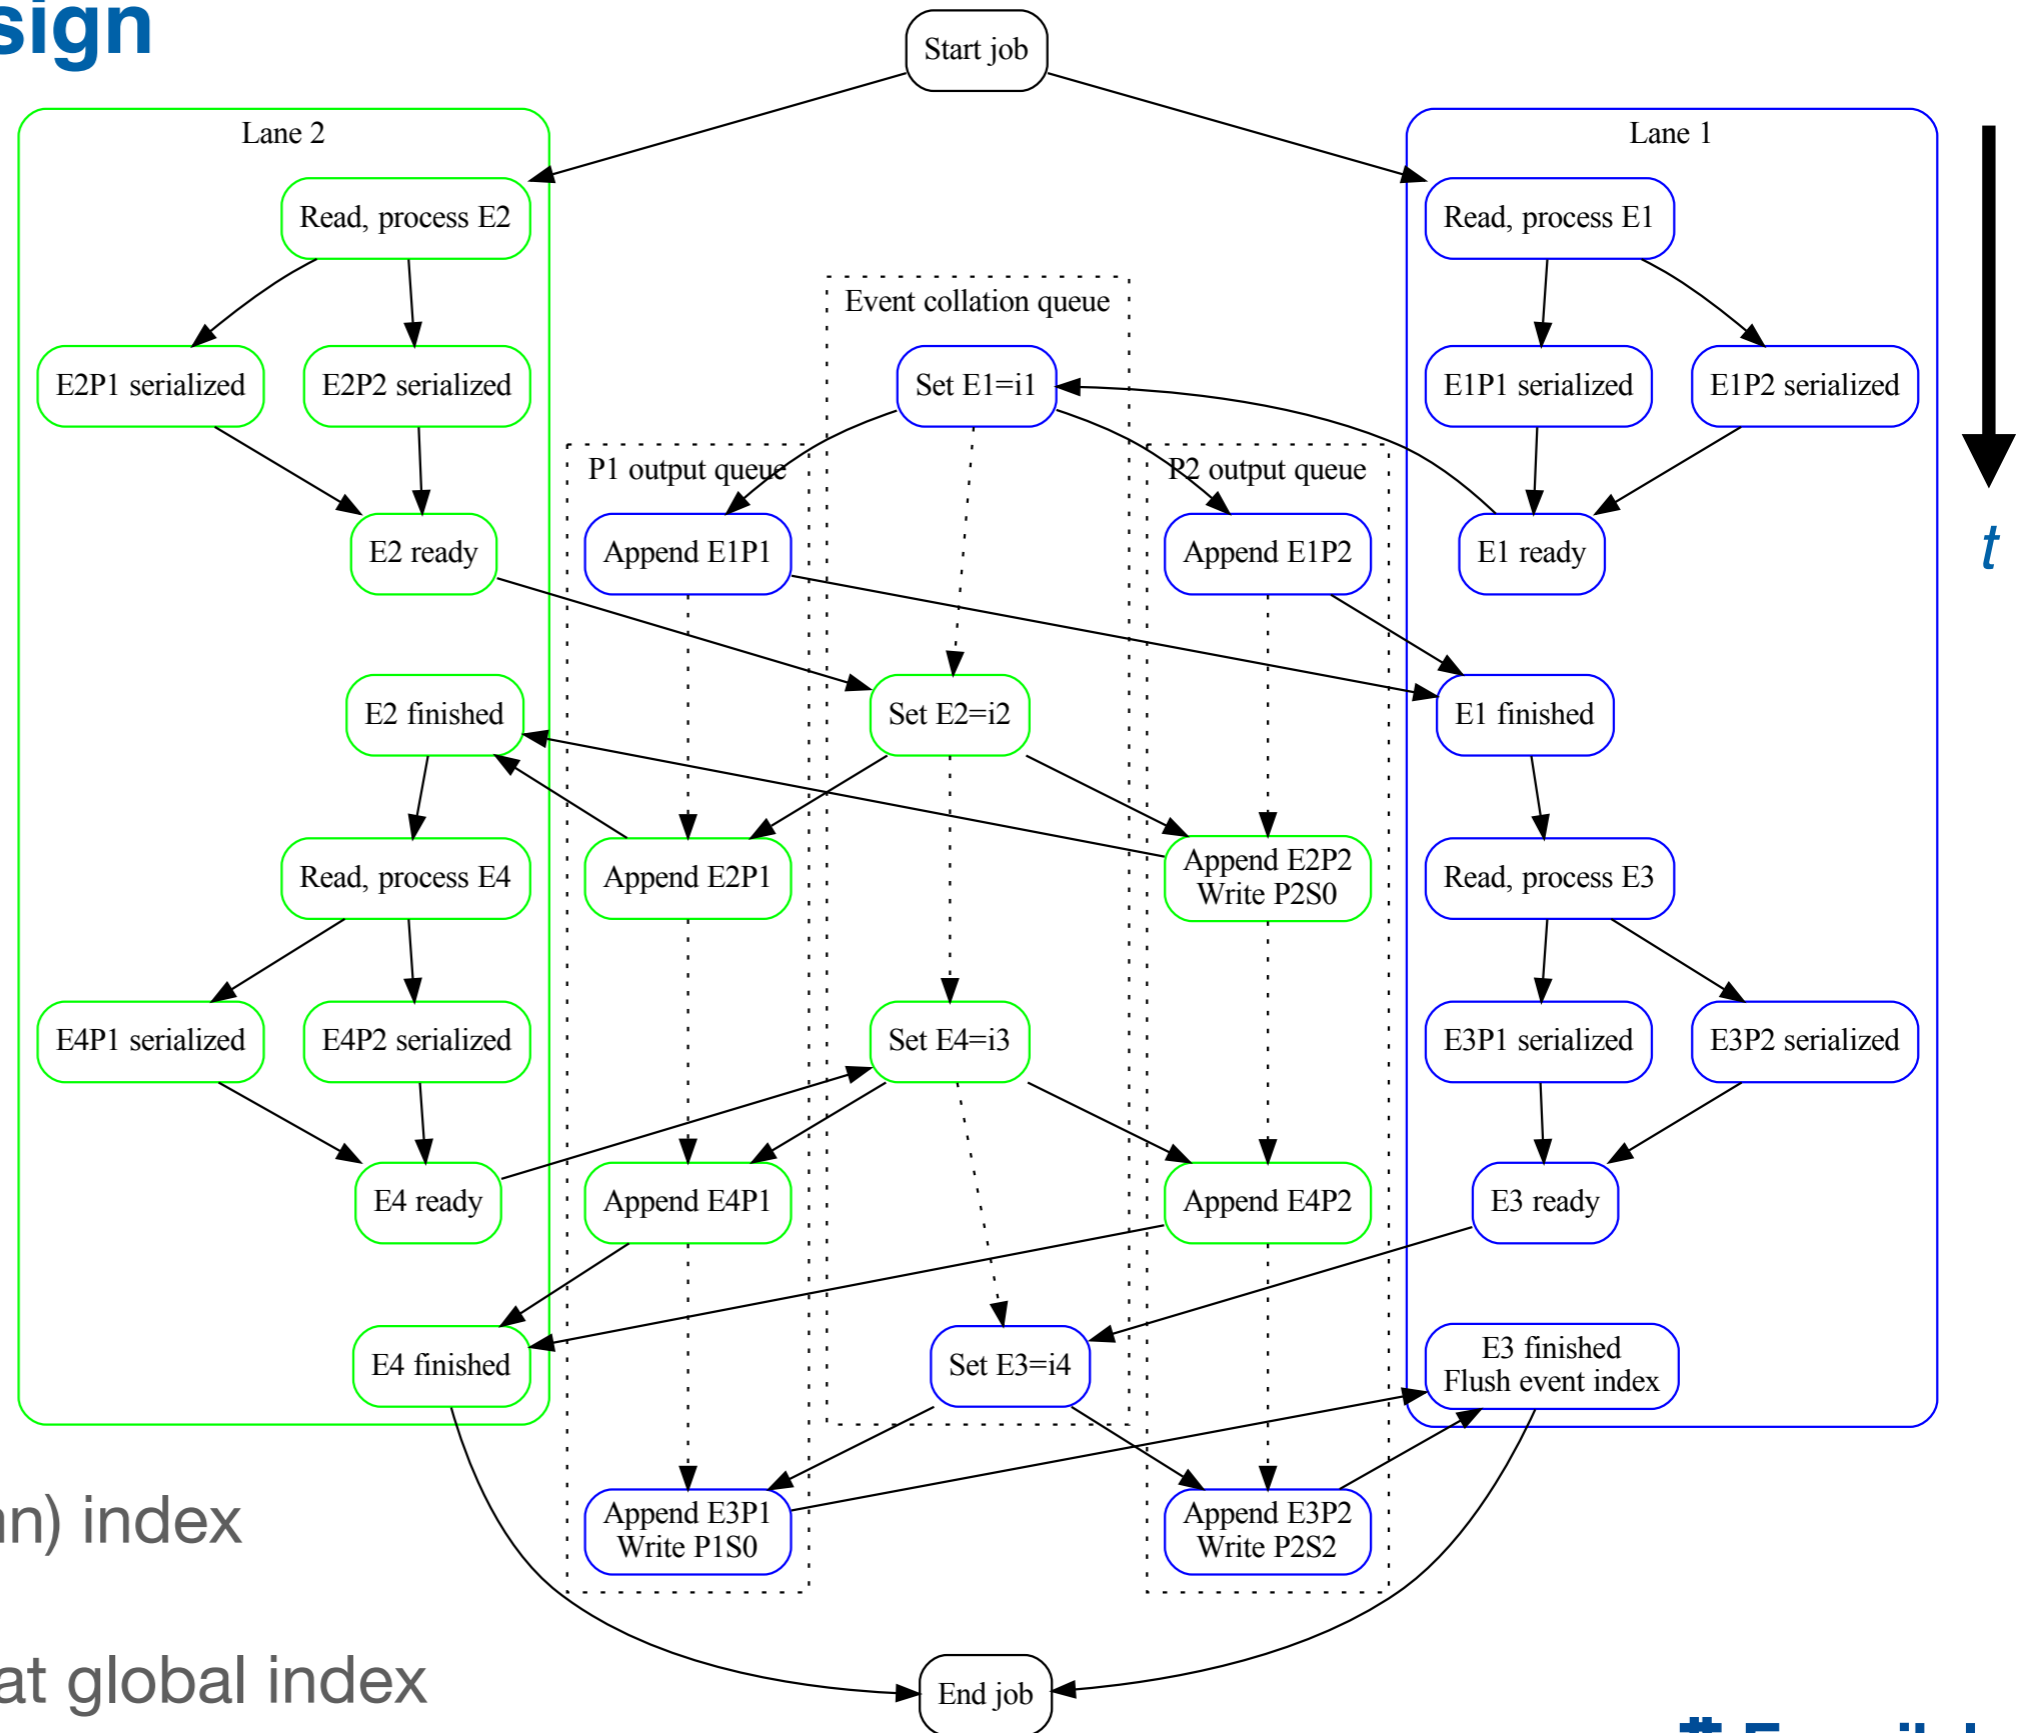 sign
Start job
Lane 2
Lane 1
Read, process E2
Read, process E1
Event collation queue
E2P1 serialized
E2P2 serialized
Set E1=i1
E1P1 serialized
E1P2 serialized
P1 output queue
P2 output queue
E2 ready
Append E1P1
Append E1P2
E1 ready
t
E2 finished
Set E2=i2
E1 finished
Read, process E4
Append E2P1
Append E2P2
Write P2S0
Read, process E3
E4P1 serialized
E4P2 serialized
Set E4=i3
E3P1 serialized
E3P2 serialized
E4 ready
Append E4P1
Append E4P2
E3 ready
E4 finished
Set E3=i4
E3 finished
Flush event index
Append E3P1
Write P1S0
Append E3P2
Write P2S2
n) index
at global index
End job